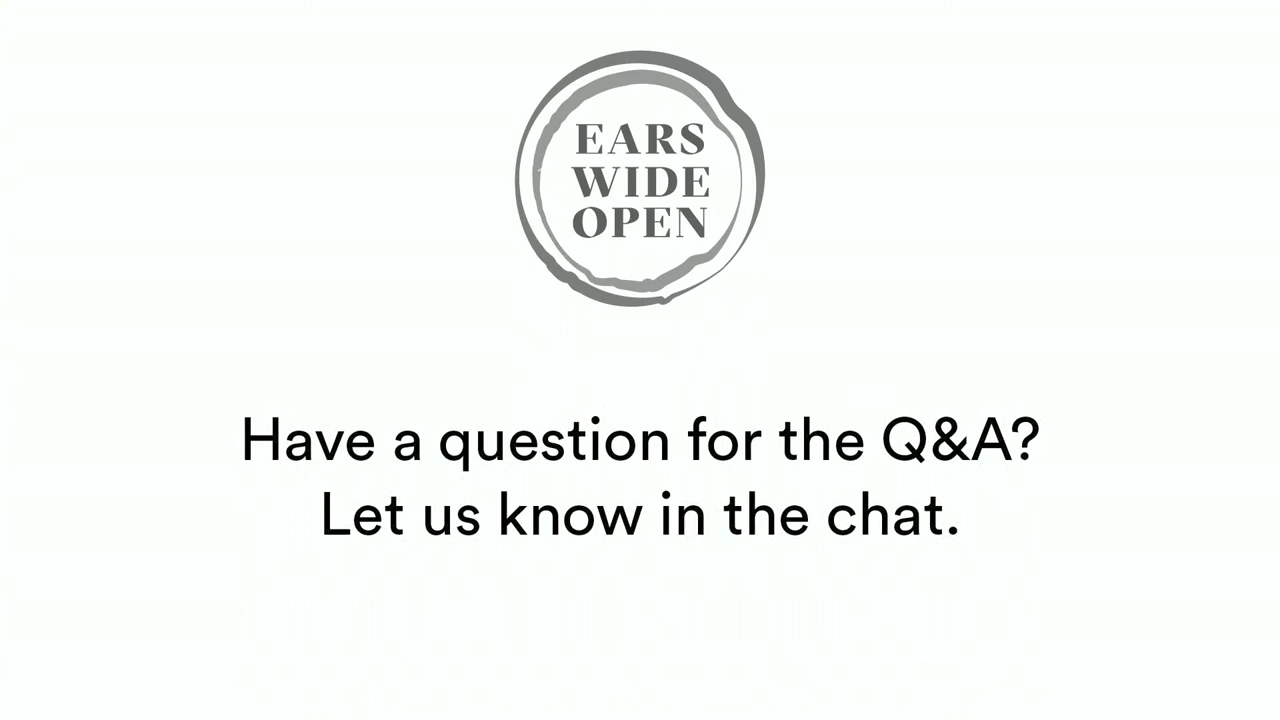 EARS
WIDE
OPEN
Have a question for the Q&A?
Let us know in the chat.